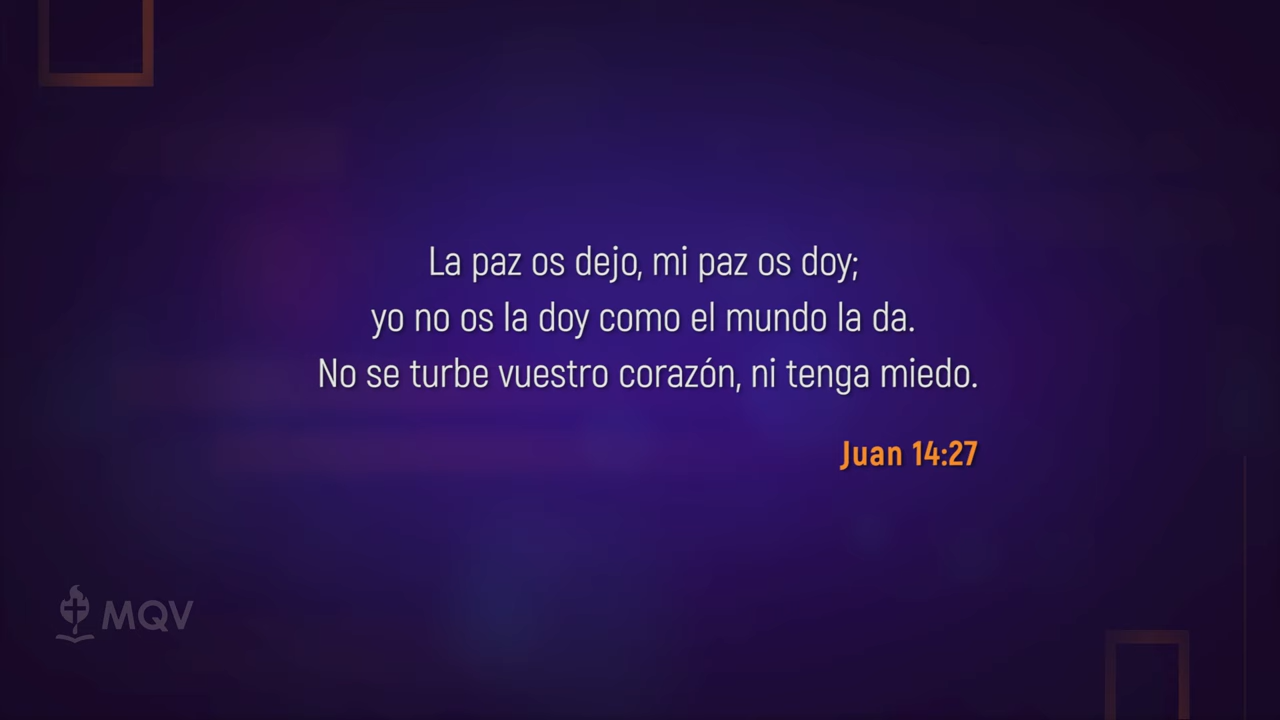 La paz os dejo, mi paz os doy;
yo no os la doy como el mundo la da.
No se turbe vuestro corazón, ni tenga miedo.
Juan 14:27
MQV